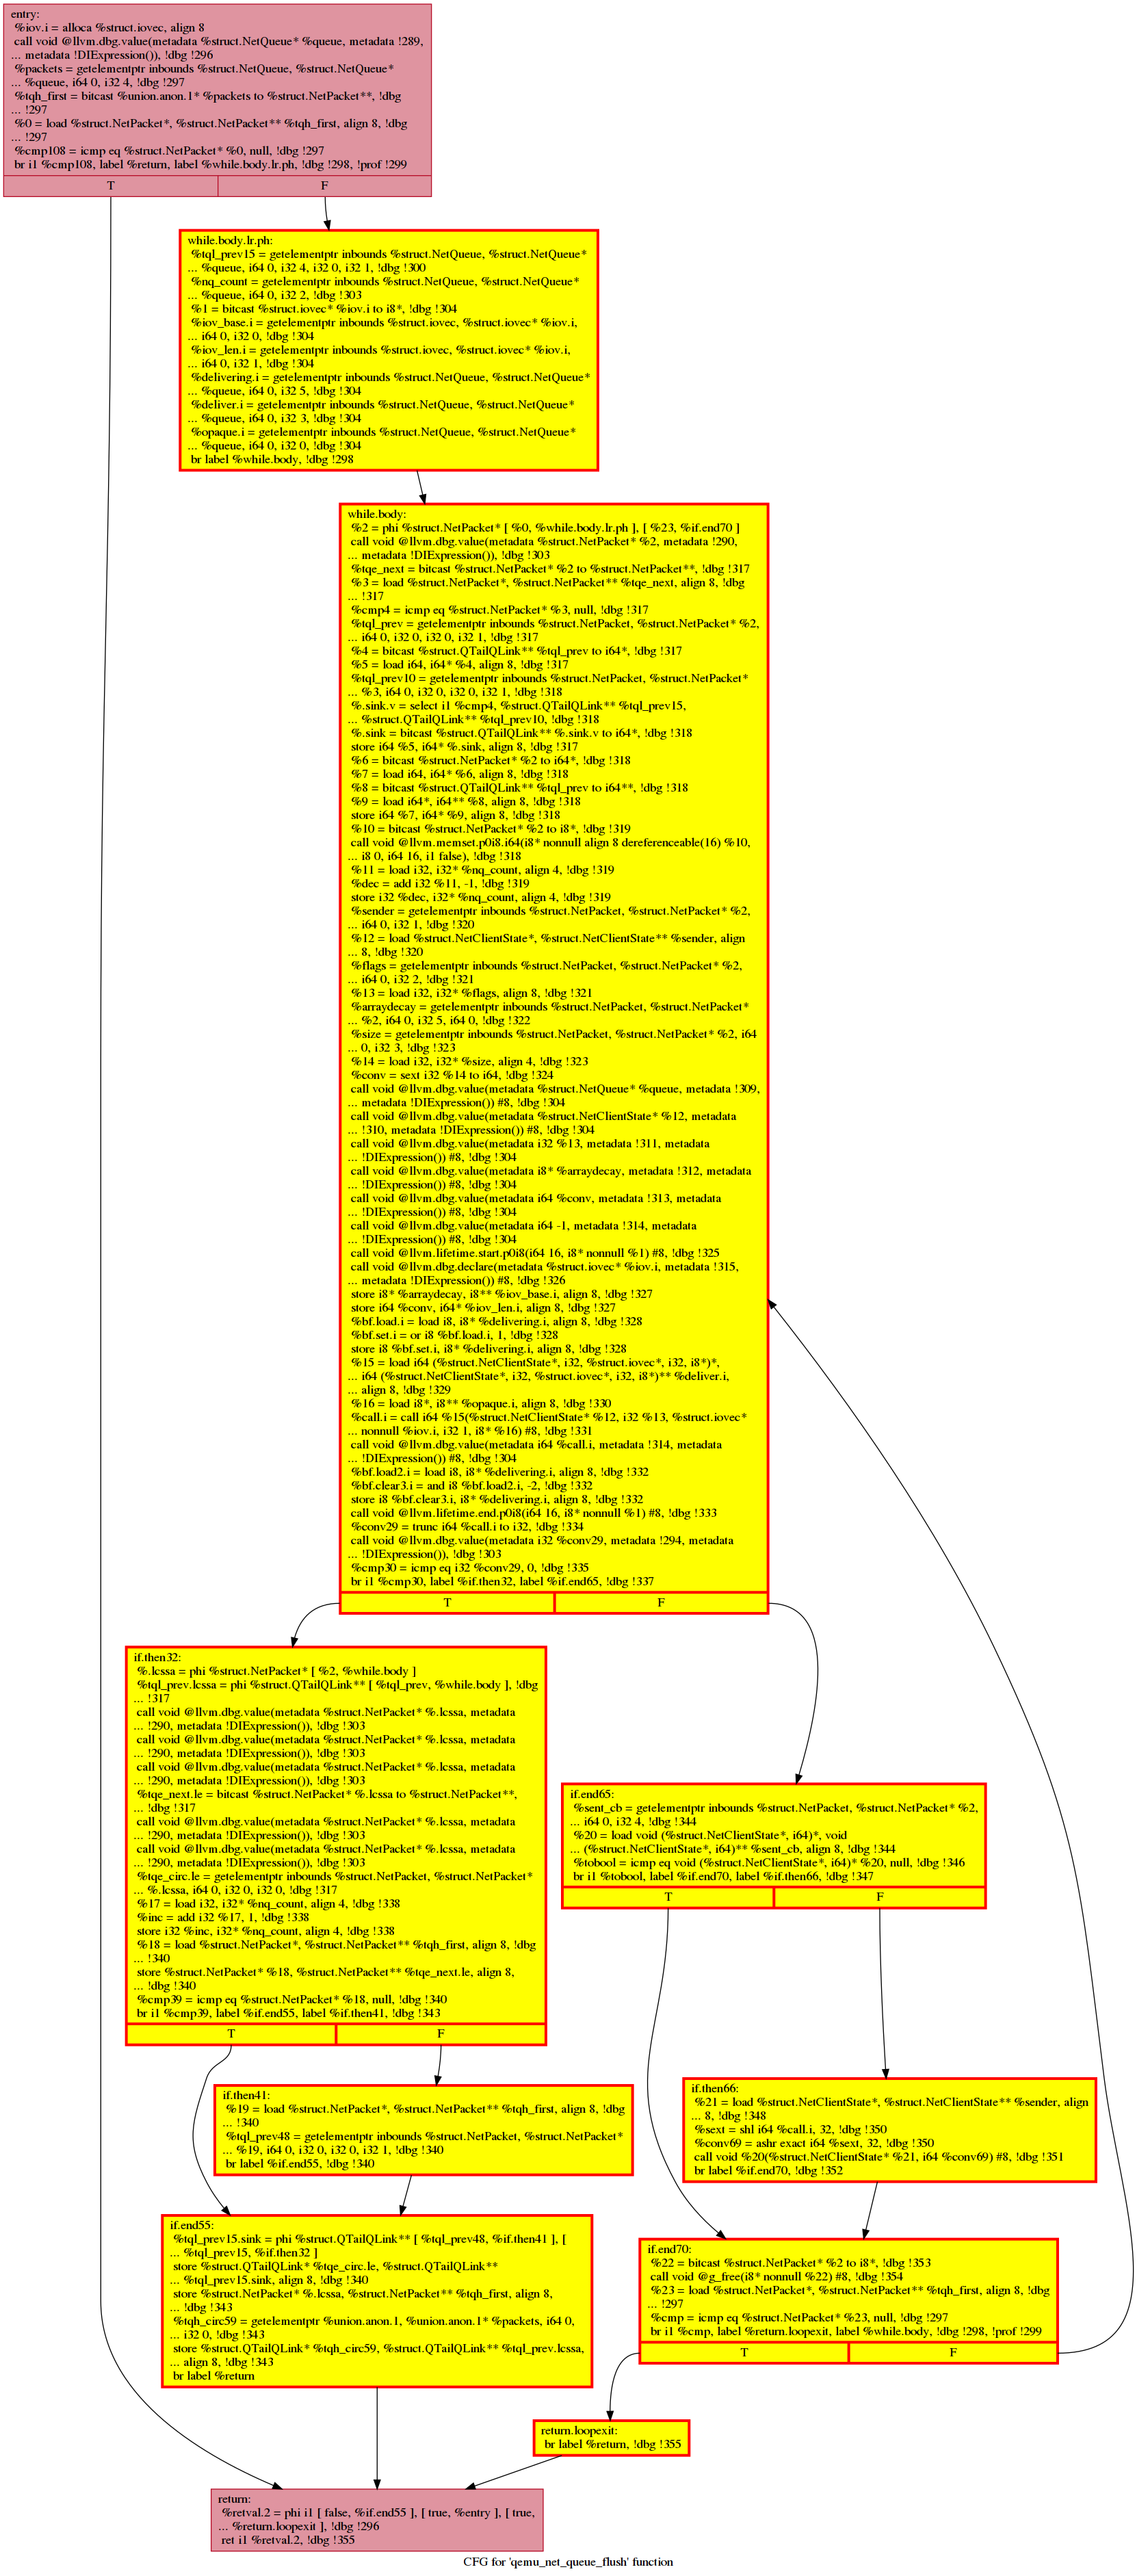 entry:
%iov.i = alloca %struct.iovec, align 8
call void @llvm.dbg.value(metadata %struct.NetQueue* %queue, metadata !289,
... metadata !DIExpression()), !dbg !296
%packets = getelementptr inbounds %struct.NetQueue, %struct.NetQueue*
... %queue, i64 0, i32 4, !dbg !297
%tqh_first = bitcast %union.anon.1* %packets to %struct.NetPacket**, !dbg
... !297
%0 = load %struct.NetPacket*, %struct.NetPacket** %tqh_first, align 8, !dbg
... !297
%cmp108 = icmp eq %struct.NetPacket* %0, null, !dbg !297
br i1 %cmp108, label %return, label %while.body.lr.ph, !dbg !298, !prof !299
T F
while.body.lr.ph:
%tql_prev15 = getelementptr inbounds %struct.NetQueue, %struct.NetQueue*
... %queue, i64 0, i32 4, i32 0, i32 1, !dbg !300
%nq_count = getelementptr inbounds %struct.NetQueue, %struct.NetQueue*
... %queue, i64 0, i32 2, !dbg !303
%1 = bitcast %struct.iovec* %iov.i to i8*, !dbg !304
%iov_base.i = getelementptr inbounds %struct.iovec, %struct.iovec* %iov.i,
... i64 0, i32 0, !dbg !304
%iov_len.i = getelementptr inbounds %struct.iovec, %struct.iovec* %iov.i,
... i64 0, i32 1, !dbg !304
%delivering.i = getelementptr inbounds %struct.NetQueue, %struct.NetQueue*
... %queue, i64 0, i32 5, !dbg !304
%deliver.i = getelementptr inbounds %struct.NetQueue, %struct.NetQueue*
... %queue, i64 0, i32 3, !dbg !304
%opaque.i = getelementptr inbounds %struct.NetQueue, %struct.NetQueue*
... %queue, i64 0, i32 0, !dbg !304
br label %while.body, !dbg !298
while.body:
%2 = phi %struct.NetPacket* [ %0, %while.body.lr.ph ], [ %23, %if.end70 ]
call void @llvm.dbg.value(metadata %struct.NetPacket* %2, metadata !290,
... metadata !DIExpression()), !dbg !303
%tqe_next = bitcast %struct.NetPacket* %2 to %struct.NetPacket**, !dbg !317
%3 = load %struct.NetPacket*, %struct.NetPacket** %tqe_next, align 8, !dbg
... !317
%cmp4 = icmp eq %struct.NetPacket* %3, null, !dbg !317
%tql_prev = getelementptr inbounds %struct.NetPacket, %struct.NetPacket* %2,
... i64 0, i32 0, i32 0, i32 1, !dbg !317
%4 = bitcast %struct.QTailQLink** %tql_prev to i64*, !dbg !317
%5 = load i64, i64* %4, align 8, !dbg !317
%tql_prev10 = getelementptr inbounds %struct.NetPacket, %struct.NetPacket*
... %3, i64 0, i32 0, i32 0, i32 1, !dbg !318
%.sink.v = select i1 %cmp4, %struct.QTailQLink** %tql_prev15,
... %struct.QTailQLink** %tql_prev10, !dbg !318
%.sink = bitcast %struct.QTailQLink** %.sink.v to i64*, !dbg !318
store i64 %5, i64* %.sink, align 8, !dbg !317
%6 = bitcast %struct.NetPacket* %2 to i64*, !dbg !318
%7 = load i64, i64* %6, align 8, !dbg !318
%8 = bitcast %struct.QTailQLink** %tql_prev to i64**, !dbg !318
%9 = load i64*, i64** %8, align 8, !dbg !318
store i64 %7, i64* %9, align 8, !dbg !318
%10 = bitcast %struct.NetPacket* %2 to i8*, !dbg !319
call void @llvm.memset.p0i8.i64(i8* nonnull align 8 dereferenceable(16) %10,
... i8 0, i64 16, i1 false), !dbg !318
%11 = load i32, i32* %nq_count, align 4, !dbg !319
%dec = add i32 %11, -1, !dbg !319
store i32 %dec, i32* %nq_count, align 4, !dbg !319
%sender = getelementptr inbounds %struct.NetPacket, %struct.NetPacket* %2,
... i64 0, i32 1, !dbg !320
%12 = load %struct.NetClientState*, %struct.NetClientState** %sender, align
... 8, !dbg !320
%flags = getelementptr inbounds %struct.NetPacket, %struct.NetPacket* %2,
... i64 0, i32 2, !dbg !321
%13 = load i32, i32* %flags, align 8, !dbg !321
%arraydecay = getelementptr inbounds %struct.NetPacket, %struct.NetPacket*
... %2, i64 0, i32 5, i64 0, !dbg !322
%size = getelementptr inbounds %struct.NetPacket, %struct.NetPacket* %2, i64
... 0, i32 3, !dbg !323
%14 = load i32, i32* %size, align 4, !dbg !323
%conv = sext i32 %14 to i64, !dbg !324
call void @llvm.dbg.value(metadata %struct.NetQueue* %queue, metadata !309,
... metadata !DIExpression()) #8, !dbg !304
call void @llvm.dbg.value(metadata %struct.NetClientState* %12, metadata
... !310, metadata !DIExpression()) #8, !dbg !304
call void @llvm.dbg.value(metadata i32 %13, metadata !311, metadata
... !DIExpression()) #8, !dbg !304
call void @llvm.dbg.value(metadata i8* %arraydecay, metadata !312, metadata
... !DIExpression()) #8, !dbg !304
call void @llvm.dbg.value(metadata i64 %conv, metadata !313, metadata
... !DIExpression()) #8, !dbg !304
call void @llvm.dbg.value(metadata i64 -1, metadata !314, metadata
... !DIExpression()) #8, !dbg !304
call void @llvm.lifetime.start.p0i8(i64 16, i8* nonnull %1) #8, !dbg !325
call void @llvm.dbg.declare(metadata %struct.iovec* %iov.i, metadata !315,
... metadata !DIExpression()) #8, !dbg !326
store i8* %arraydecay, i8** %iov_base.i, align 8, !dbg !327
store i64 %conv, i64* %iov_len.i, align 8, !dbg !327
%bf.load.i = load i8, i8* %delivering.i, align 8, !dbg !328
%bf.set.i = or i8 %bf.load.i, 1, !dbg !328
store i8 %bf.set.i, i8* %delivering.i, align 8, !dbg !328
%15 = load i64 (%struct.NetClientState*, i32, %struct.iovec*, i32, i8*)*,
... i64 (%struct.NetClientState*, i32, %struct.iovec*, i32, i8*)** %deliver.i,
... align 8, !dbg !329
%16 = load i8*, i8** %opaque.i, align 8, !dbg !330
%call.i = call i64 %15(%struct.NetClientState* %12, i32 %13, %struct.iovec*
... nonnull %iov.i, i32 1, i8* %16) #8, !dbg !331
call void @llvm.dbg.value(metadata i64 %call.i, metadata !314, metadata
... !DIExpression()) #8, !dbg !304
%bf.load2.i = load i8, i8* %delivering.i, align 8, !dbg !332
%bf.clear3.i = and i8 %bf.load2.i, -2, !dbg !332
store i8 %bf.clear3.i, i8* %delivering.i, align 8, !dbg !332
call void @llvm.lifetime.end.p0i8(i64 16, i8* nonnull %1) #8, !dbg !333
%conv29 = trunc i64 %call.i to i32, !dbg !334
call void @llvm.dbg.value(metadata i32 %conv29, metadata !294, metadata
... !DIExpression()), !dbg !303
%cmp30 = icmp eq i32 %conv29, 0, !dbg !335
br i1 %cmp30, label %if.then32, label %if.end65, !dbg !337
T F
if.then32:
%.lcssa = phi %struct.NetPacket* [ %2, %while.body ]
%tql_prev.lcssa = phi %struct.QTailQLink** [ %tql_prev, %while.body ], !dbg
... !317
call void @llvm.dbg.value(metadata %struct.NetPacket* %.lcssa, metadata
... !290, metadata !DIExpression()), !dbg !303
call void @llvm.dbg.value(metadata %struct.NetPacket* %.lcssa, metadata
... !290, metadata !DIExpression()), !dbg !303
call void @llvm.dbg.value(metadata %struct.NetPacket* %.lcssa, metadata
... !290, metadata !DIExpression()), !dbg !303
%tqe_next.le = bitcast %struct.NetPacket* %.lcssa to %struct.NetPacket**,
... !dbg !317
call void @llvm.dbg.value(metadata %struct.NetPacket* %.lcssa, metadata
... !290, metadata !DIExpression()), !dbg !303
call void @llvm.dbg.value(metadata %struct.NetPacket* %.lcssa, metadata
... !290, metadata !DIExpression()), !dbg !303
%tqe_circ.le = getelementptr inbounds %struct.NetPacket, %struct.NetPacket*
... %.lcssa, i64 0, i32 0, i32 0, !dbg !317
%17 = load i32, i32* %nq_count, align 4, !dbg !338
%inc = add i32 %17, 1, !dbg !338
store i32 %inc, i32* %nq_count, align 4, !dbg !338
%18 = load %struct.NetPacket*, %struct.NetPacket** %tqh_first, align 8, !dbg
... !340
store %struct.NetPacket* %18, %struct.NetPacket** %tqe_next.le, align 8,
... !dbg !340
%cmp39 = icmp eq %struct.NetPacket* %18, null, !dbg !340
br i1 %cmp39, label %if.end55, label %if.then41, !dbg !343
T F
if.end65:
%sent_cb = getelementptr inbounds %struct.NetPacket, %struct.NetPacket* %2,
... i64 0, i32 4, !dbg !344
%20 = load void (%struct.NetClientState*, i64)*, void
... (%struct.NetClientState*, i64)** %sent_cb, align 8, !dbg !344
%tobool = icmp eq void (%struct.NetClientState*, i64)* %20, null, !dbg !346
br i1 %tobool, label %if.end70, label %if.then66, !dbg !347
T F
if.then41:
%19 = load %struct.NetPacket*, %struct.NetPacket** %tqh_first, align 8, !dbg
... !340
%tql_prev48 = getelementptr inbounds %struct.NetPacket, %struct.NetPacket*
... %19, i64 0, i32 0, i32 0, i32 1, !dbg !340
br label %if.end55, !dbg !340
if.then66:
%21 = load %struct.NetClientState*, %struct.NetClientState** %sender, align
... 8, !dbg !348
%sext = shl i64 %call.i, 32, !dbg !350
%conv69 = ashr exact i64 %sext, 32, !dbg !350
call void %20(%struct.NetClientState* %21, i64 %conv69) #8, !dbg !351
br label %if.end70, !dbg !352
if.end55:
%tql_prev15.sink = phi %struct.QTailQLink** [ %tql_prev48, %if.then41 ], [
... %tql_prev15, %if.then32 ]
store %struct.QTailQLink* %tqe_circ.le, %struct.QTailQLink**
... %tql_prev15.sink, align 8, !dbg !340
store %struct.NetPacket* %.lcssa, %struct.NetPacket** %tqh_first, align 8,
... !dbg !343
%tqh_circ59 = getelementptr %union.anon.1, %union.anon.1* %packets, i64 0,
... i32 0, !dbg !343
store %struct.QTailQLink* %tqh_circ59, %struct.QTailQLink** %tql_prev.lcssa,
... align 8, !dbg !343
br label %return
if.end70:
%22 = bitcast %struct.NetPacket* %2 to i8*, !dbg !353
call void @g_free(i8* nonnull %22) #8, !dbg !354
%23 = load %struct.NetPacket*, %struct.NetPacket** %tqh_first, align 8, !dbg
... !297
%cmp = icmp eq %struct.NetPacket* %23, null, !dbg !297
br i1 %cmp, label %return.loopexit, label %while.body, !dbg !298, !prof !299
T F
return.loopexit:
br label %return, !dbg !355
return:
%retval.2 = phi i1 [ false, %if.end55 ], [ true, %entry ], [ true,
... %return.loopexit ], !dbg !296
ret i1 %retval.2, !dbg !355
CFG for 'qemu_net_queue_flush' function